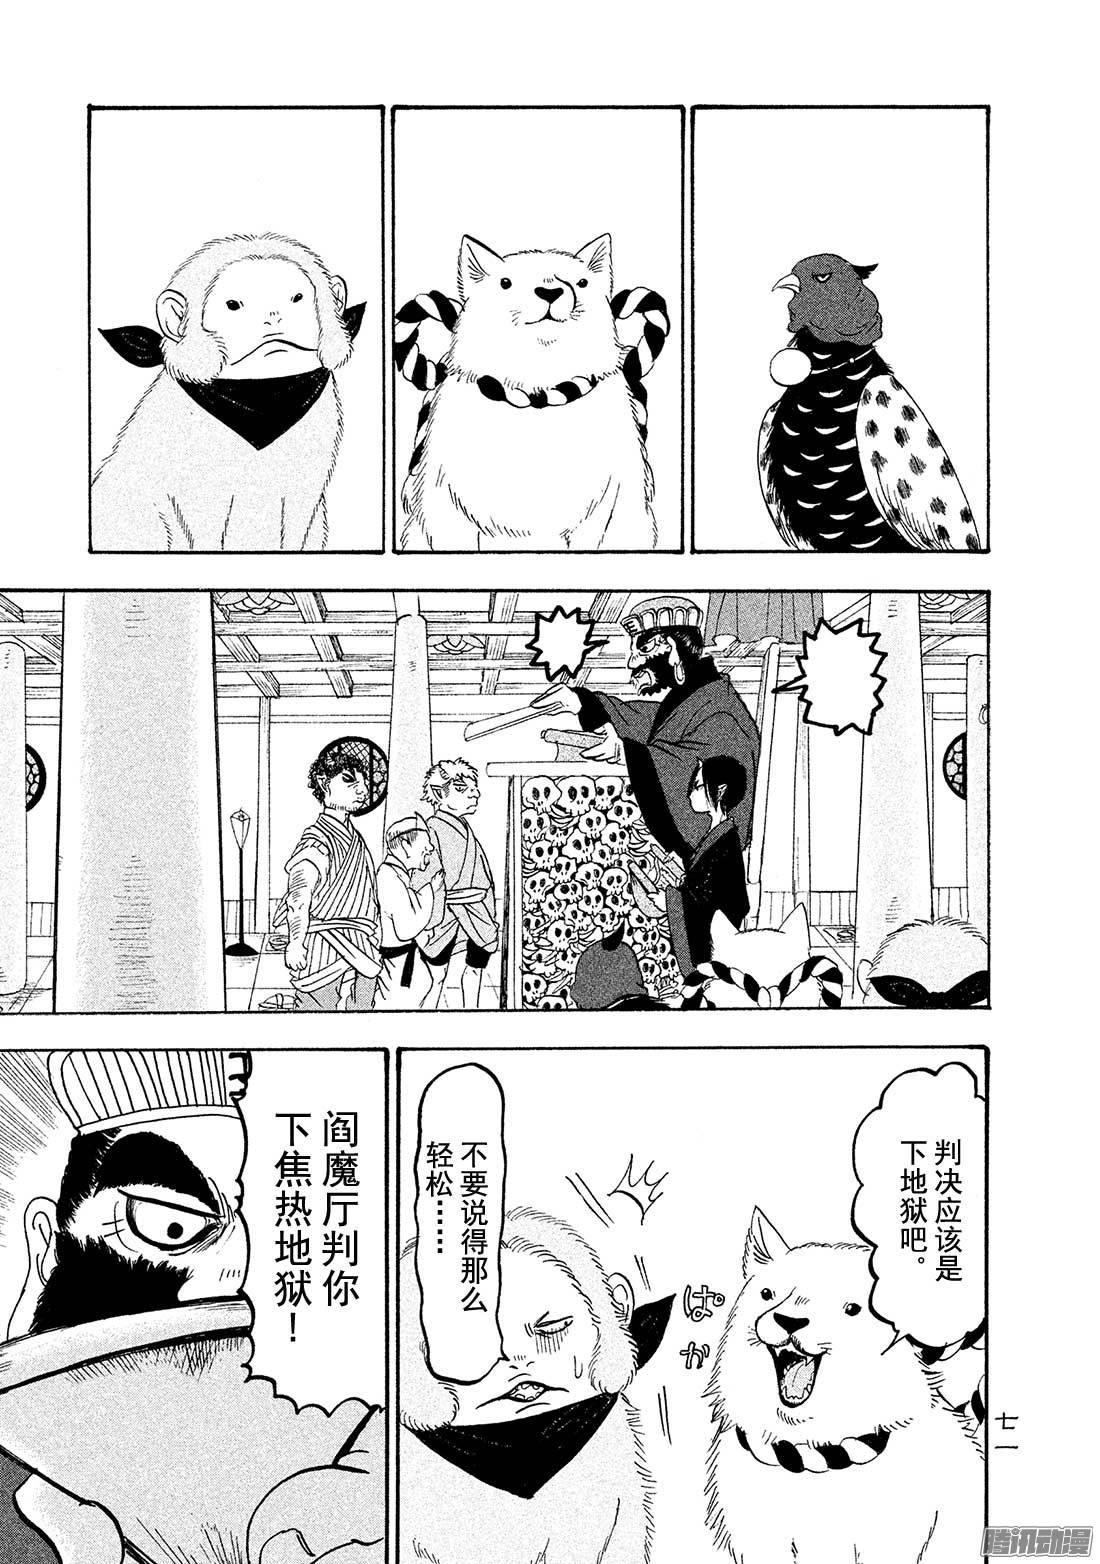 判决应该是
下地狱吧。
ぱ
か
不要说得那么
轻松……
阎魔厅判你
下焦热地狱！
七一
腾讯动漫